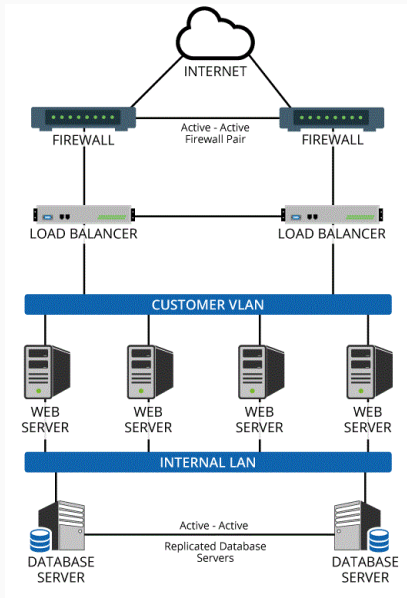 INTERNET
Active - Active
Firewall Pair
FIREWALL
FIREWALL
LOAD BALANCER
LOAD BALANCER
CUSTOMER VLAN
WEB
SERVER
WEB
SERVER
WEB
SERVER
WEB
SERVER
INTERNAL LAN
Active - Active
Replicated Database
Servers
DATABASE
SERVER
DATABASE
SERVER